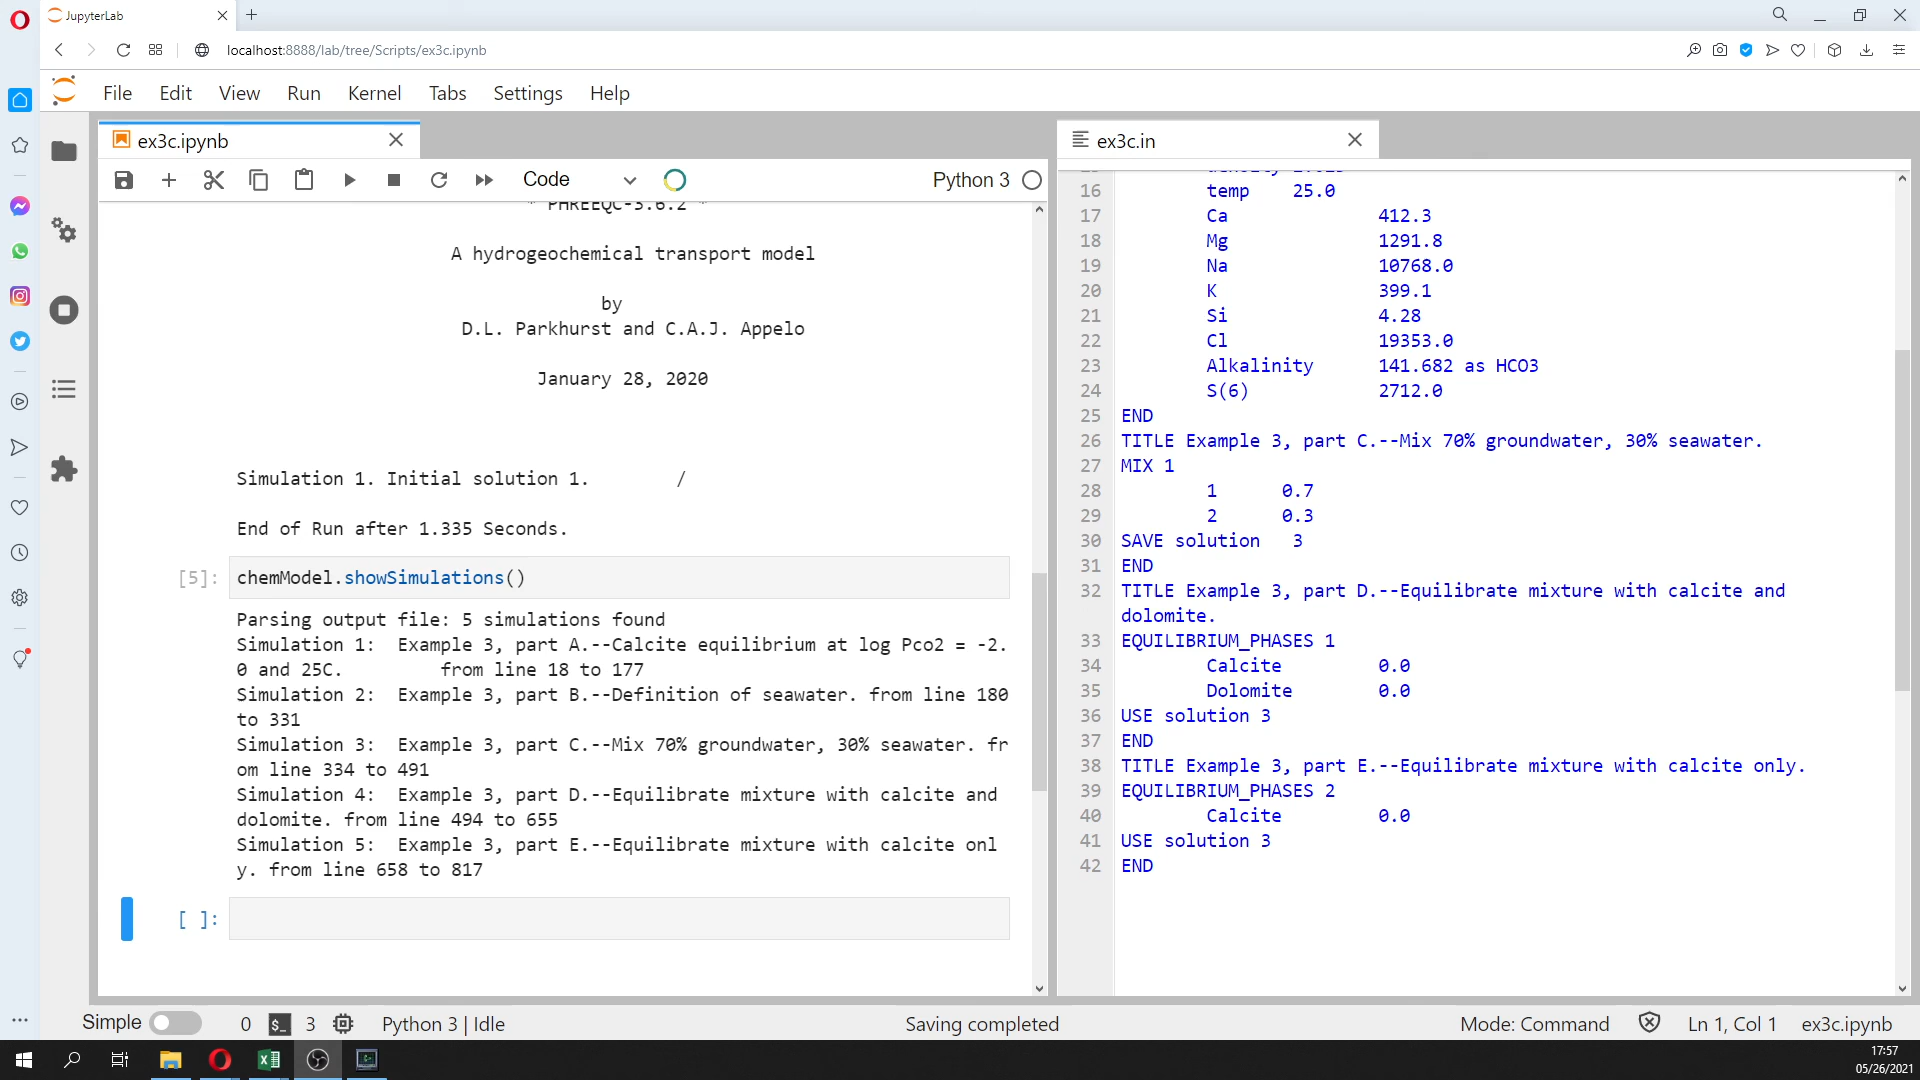 JupyterLab
localhost:8888/lab/tree/Scripts/ex3c.ipynb
File Edit View Run Kernel Tabs Settings Help
ex3c.ipynb
Code
Python 3
* PHREEQC-3.6.2 *
A hydrogeochemical transport model
by
D.L. Parkhurst and C.A.J. Appelo
January 28, 2020
Simulation 1. Initial solution 1. /
End of Run after 1.335 Seconds.
[5]: chemModel.showSimulations()
Parsing output file: 5 simulations found
Simulation 1:  Example 3, part A.--Calcite equilibrium at log Pco2 = -2.
0 and 25C. from line 18 to 177
Simulation 2:  Example 3, part B.--Definition of seawater. from line 180
to 331
Simulation 3:  Example 3, part C.--Mix 70% groundwater, 30% seawater. fr
om line 334 to 491
Simulation 4:  Example 3, part D.--Equilibrate mixture with calcite and
dolomite. from line 494 to 655
Simulation 5:  Example 3, part E.--Equilibrate mixture with calcite onl
y. from line 658 to 817
[ ]:
ex3c.in
16 temp 25.0
17 Ca 412.3
18 Mg 1291.8
19 Na 10768.0
20 K 399.1
21 Si 4.28
22 Cl 19353.0
23 Alkalinity 141.682 as HCO3
24 S(6) 2712.0
25 END
26 TITLE Example 3, part C.--Mix 70% groundwater, 30% seawater.
27 MIX 1
28 1 0.7
29 2 0.3
30 SAVE solution 3
31 END
32 TITLE Example 3, part D.--Equilibrate mixture with calcite and
dolomite.
33 EQUILIBRIUM_PHASES 1
34 Calcite 0.0
35 Dolomite 0.0
36 USE solution 3
37 END
38 TITLE Example 3, part E.--Equilibrate mixture with calcite only.
39 EQUILIBRIUM_PHASES 2
40 Calcite 0.0
41 USE solution 3
42 END
Simple 0 $_ 3 Python 3 | Idle Saving completed Mode: Command Ln 1, Col 1 ex3c.ipynb
17:57
05/26/2021